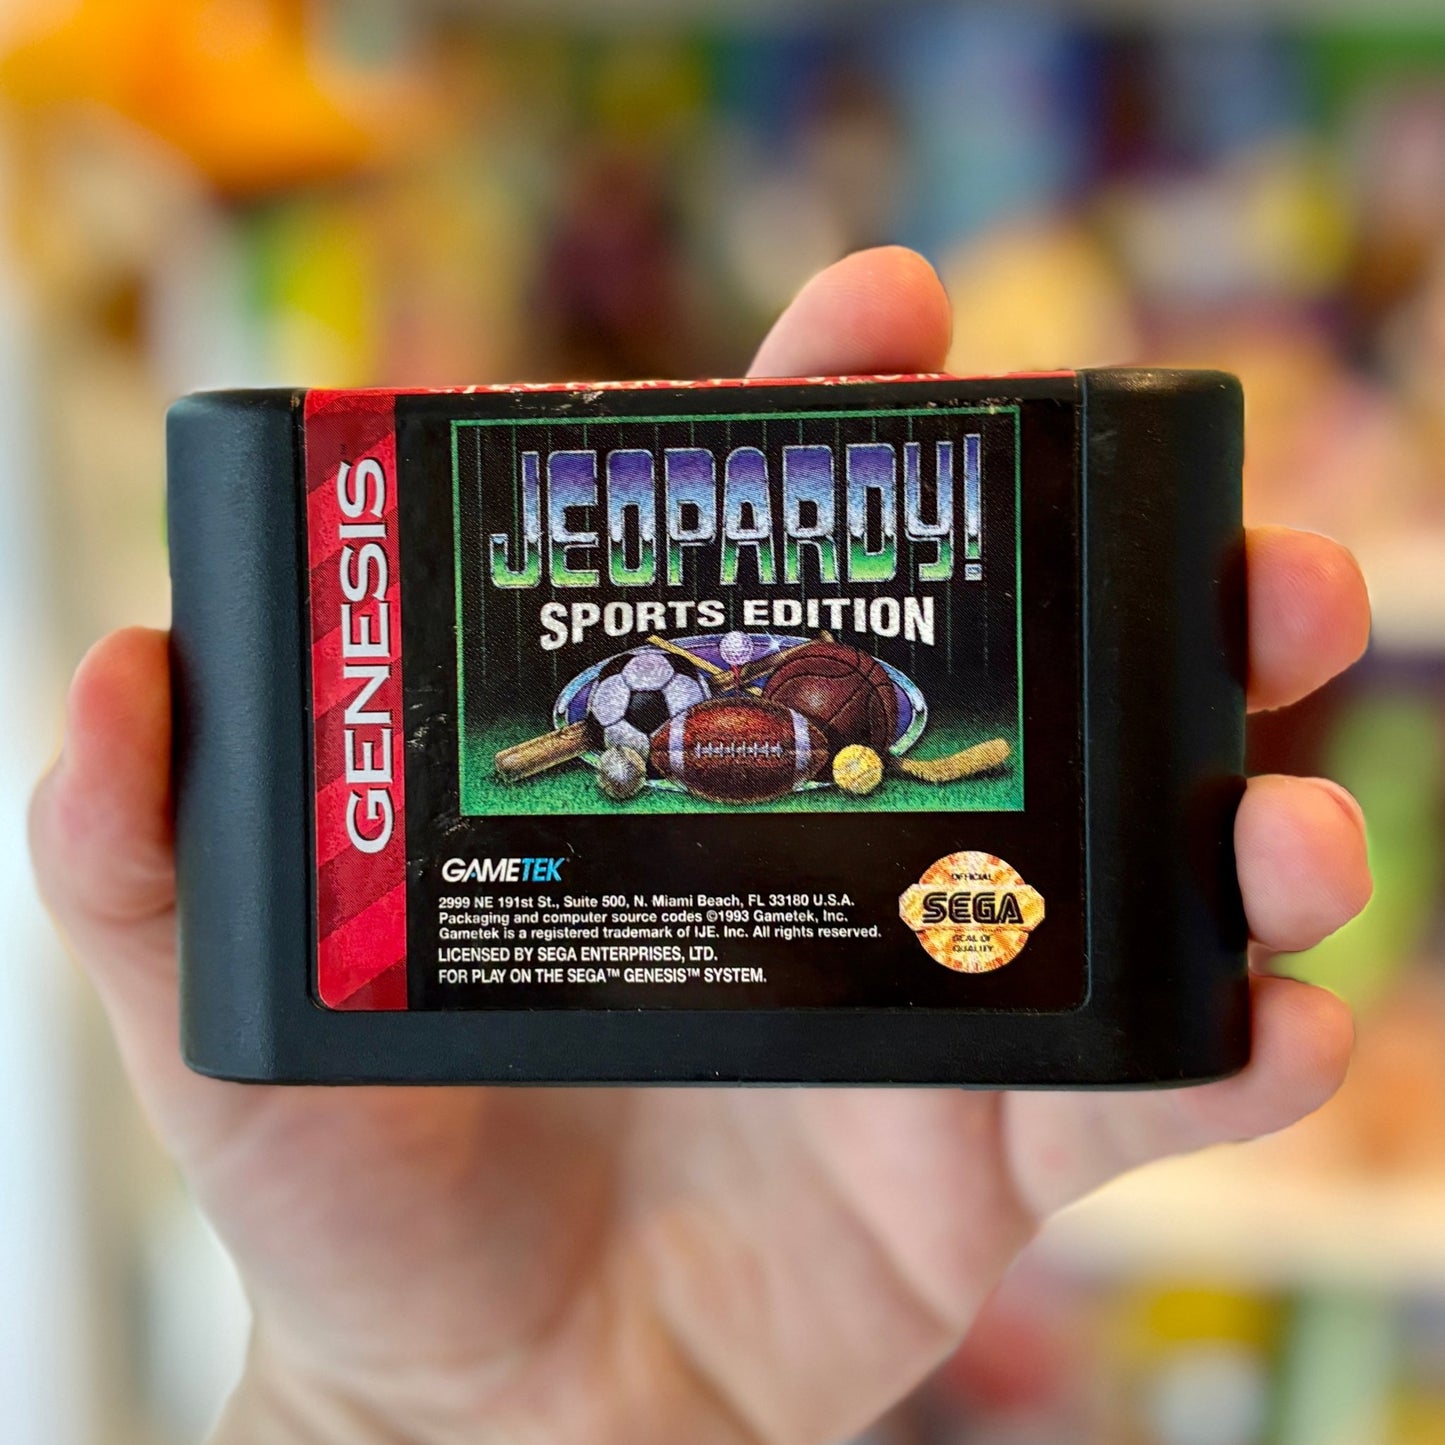 GENESIS™
JEOPARDY!
SPORTS EDITION
GAMETEK
2999 NE 191st St., Suite 500, N. Miami Beach, FL 33180 U.S.A.
Packaging and computer source codes ©1993 Gametek, Inc.
Gametek is a registered trademark of IJE, Inc. All rights reserved.
LICENSED BY SEGA ENTERPRISES, LTD.
FOR PLAY ON THE SEGA™ GENESIS™ SYSTEM.
OFFICIAL
SEGA
SEAL OF
QUALITY